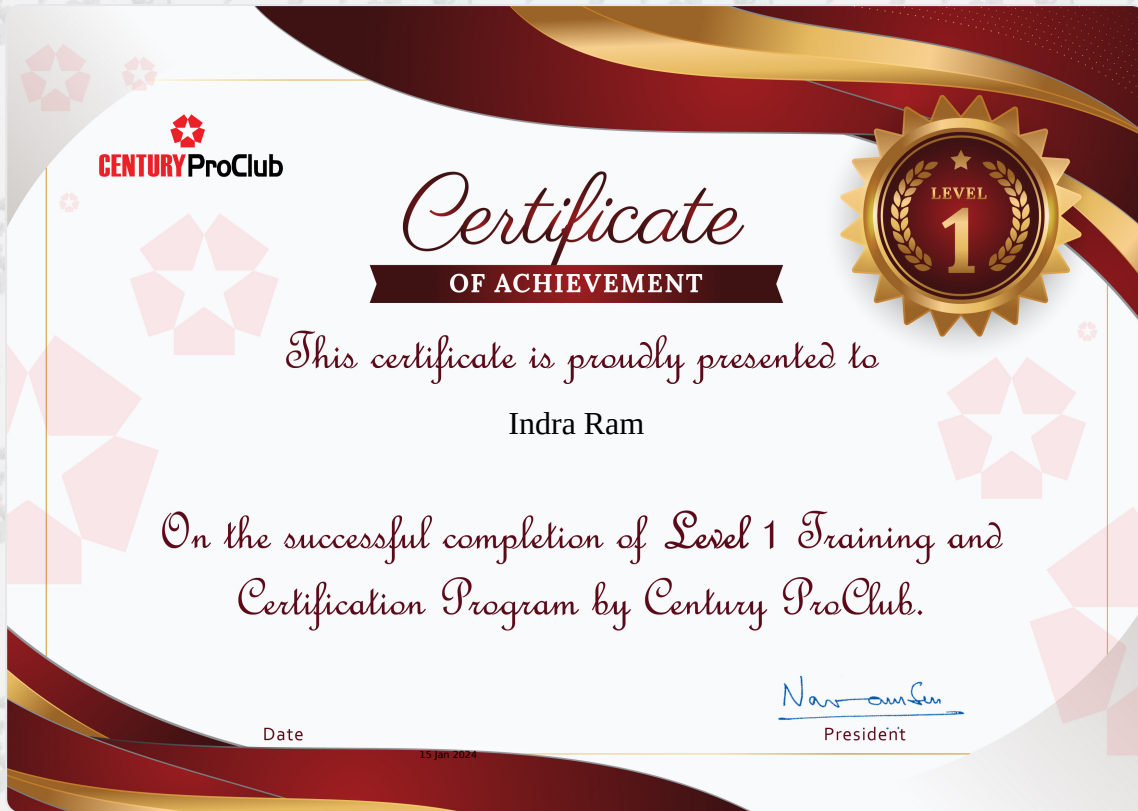 CENTURY ProClub
LEVEL
1
Certificate
OF ACHIEVEMENT
This certificate is proudly presented to
Indra Ram
On the successful completion of Level 1 Training and
Certification Program by Century ProClub.
Date
President
15 Jan 2024